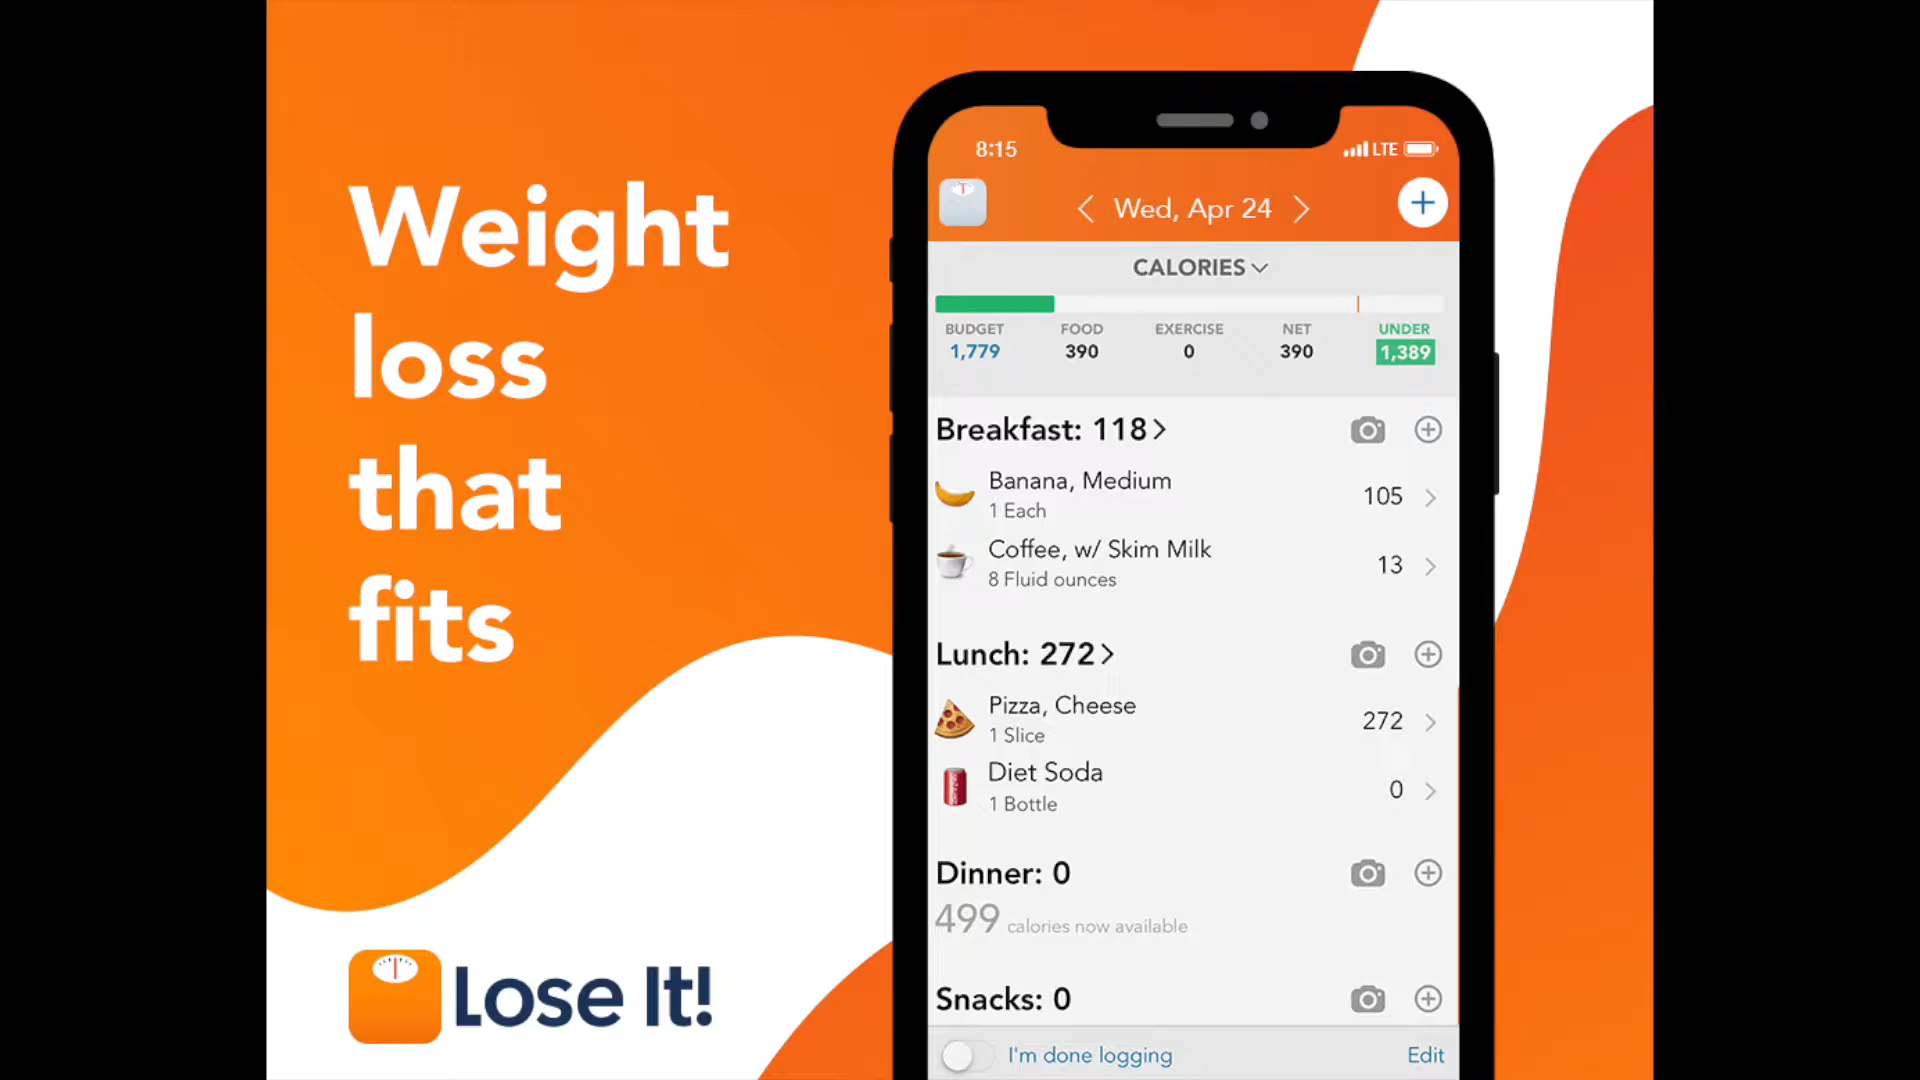 Weight
loss
that
fits
Lose It!
8:15
LTE
Wed, Apr 24
CALORIES
BUDGET FOOD EXERCISE NET UNDER
1,779 390 0 390 1,389
Breakfast: 118
Banana, Medium
1 Each
105
Coffee, w/ Skim Milk
8 Fluid ounces
13
Lunch: 272
Pizza, Cheese
1 Slice
272
Diet Soda
1 Bottle
0
Dinner: 0
499 calories now available
Snacks: 0
I'm done logging Edit